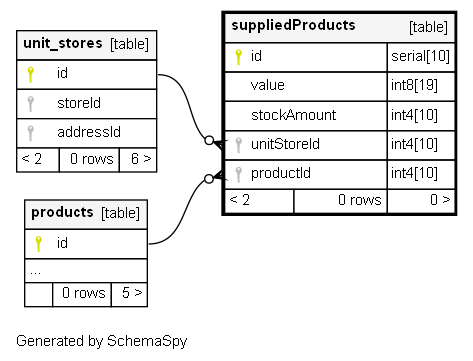 unit_stores [table]
id
storeId
addressId
< 2 0 rows 6 >
products [table]
id
...
0 rows 5 >
suppliedProducts [table]
id serial[10]
value int8[19]
stockAmount int4[10]
unitStoreId int4[10]
productId int4[10]
< 2 0 rows 0 >
Generated by SchemaSpy